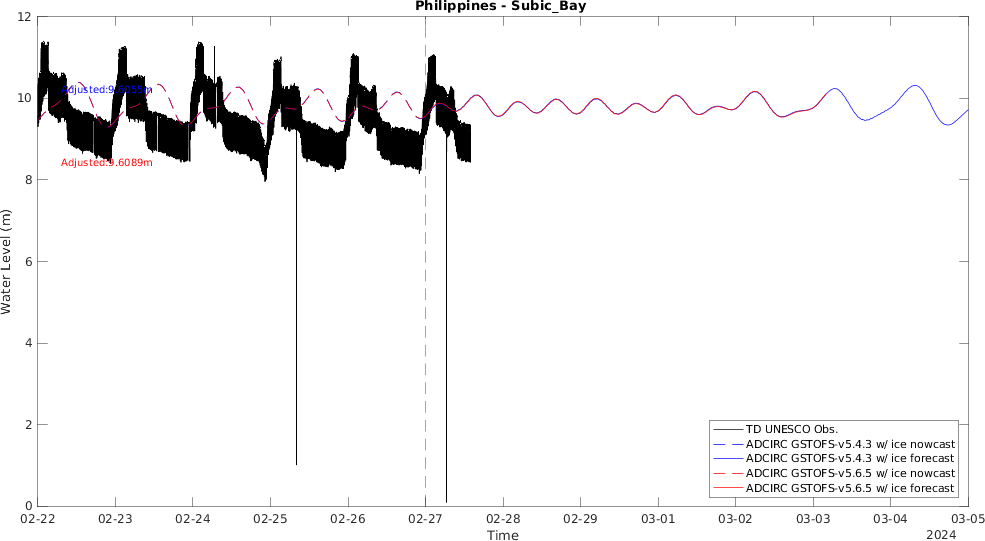 Philippines - Subic_Bay
12
10
8
6
4
2
0
Water Level (m)
Adjusted:9.6089m
TD UNESCO Obs.
ADCIRC GSTOFS-v5.4.3 w/ ice nowcast
ADCIRC GSTOFS-v5.4.3 w/ ice forecast
ADCIRC GSTOFS-v5.6.5 w/ ice nowcast
ADCIRC GSTOFS-v5.6.5 w/ ice forecast
02-22 02-23 02-24 02-25 02-26 02-27 02-28 02-29 03-01 03-02 03-03 03-04 03-05
Time
2024